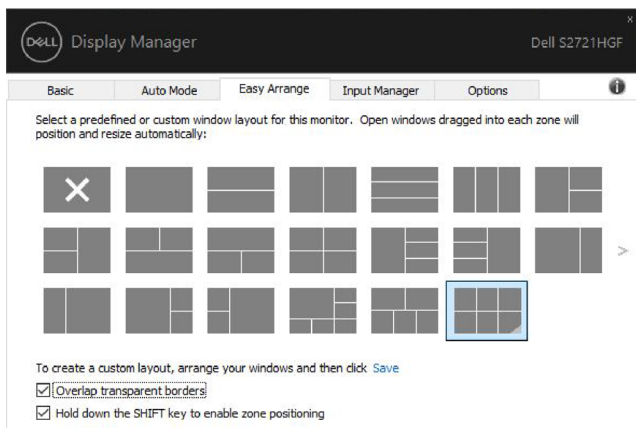 DELL Display Manager
x
Dell S2721HGF
Basic Auto Mode Easy Arrange Input Manager Options
Select a predefined or custom window layout for this monitor. Open windows dragged into each zone will
position and resize automatically:
>
To create a custom layout, arrange your windows and then click Save
Overlap transparent borders
Hold down the SHIFT key to enable zone positioning